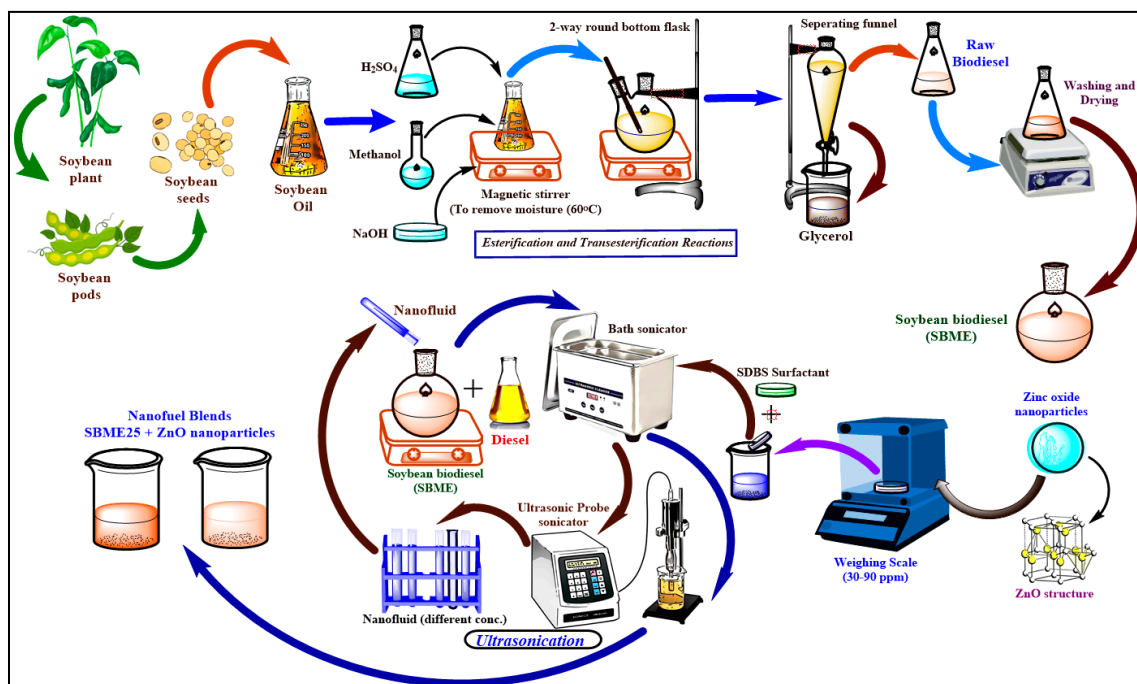 Soybean
plant
Soybean
pods
Soybean
seeds
Soybean
Oil
H2SO4
Methanol
NaOH
Magnetic stirrer
(To remove moisture (60oC)
2-way round bottom flask
Esterification and Transesterification Reactions
Seperating funnel
Glycerol
Raw
Biodiesel
Washing and
Drying
Soybean biodiesel
(SBME)
Zinc oxide
nanoparticles
ZnO structure
Weighing Scale
(30-90 ppm)
SDBS Surfactant
Bath sonicator
Nanofluid
Diesel
Soybean biodiesel
(SBME)
Ultrasonic Probe
sonicator
Nanofluid (different conc.)
Ultrasonication
Nanofuel Blends
SBME25 + ZnO nanoparticles